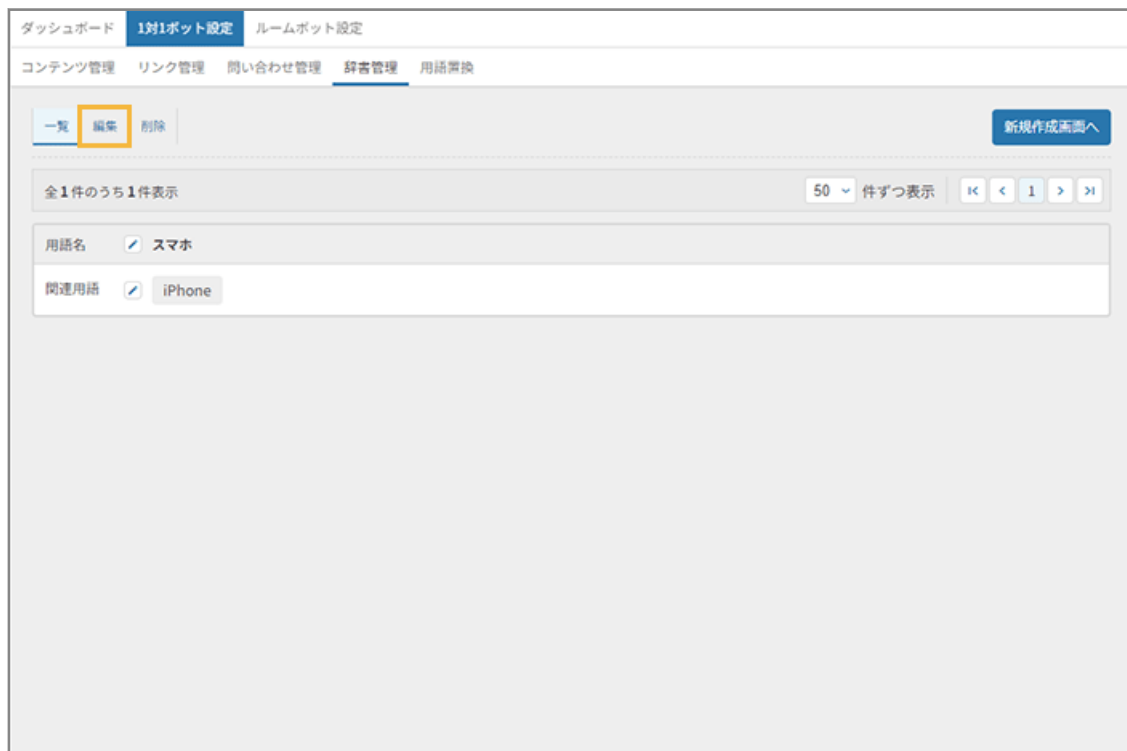 ダッシュボード 1対1ボット設定 ルームボット設定
コンテンツ管理 リンク管理 問い合わせ管理 辞書管理 用語置換
一覧 編集 削除 新規作成画面へ
全1件のうち1件表示 50 件ずつ表示 1
用語名 スマホ
関連用語 iPhone